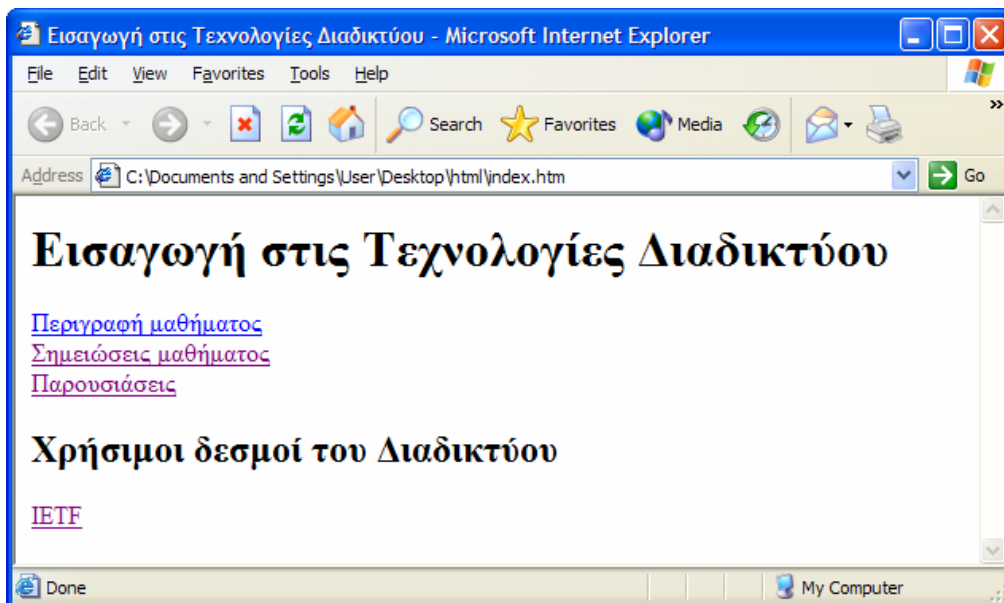 Εισαγωγή στις Τεχνολογίες Διαδικτύου - Microsoft Internet Explorer
File Edit View Favorites Tools Help
Back Search Favorites Media »
Address C:\Documents and Settings\User\Desktop\html\index.htm Go
Εισαγωγή στις Τεχνολογίες Διαδικτύου
Περιγραφή μαθήματος
Σημειώσεις μαθήματος
Παρουσιάσεις
Χρήσιμοι δεσμοί του Διαδικτύου
IETF
Done My Computer